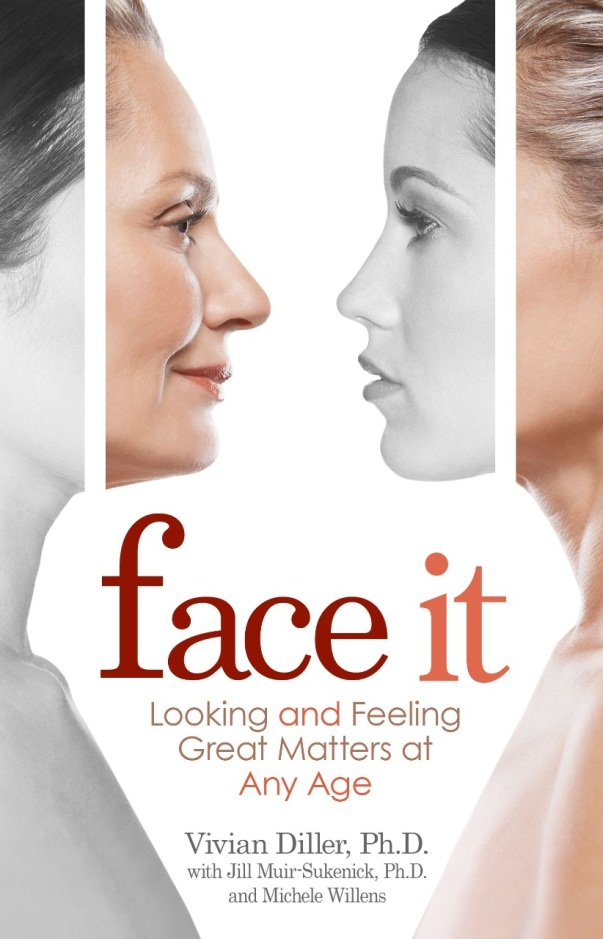 face it
Looking and Feeling
Great Matters at
Any Age
Vivian Diller, Ph.D.
with Jill Muir-Sukenick, Ph.D.
and Michele Willens